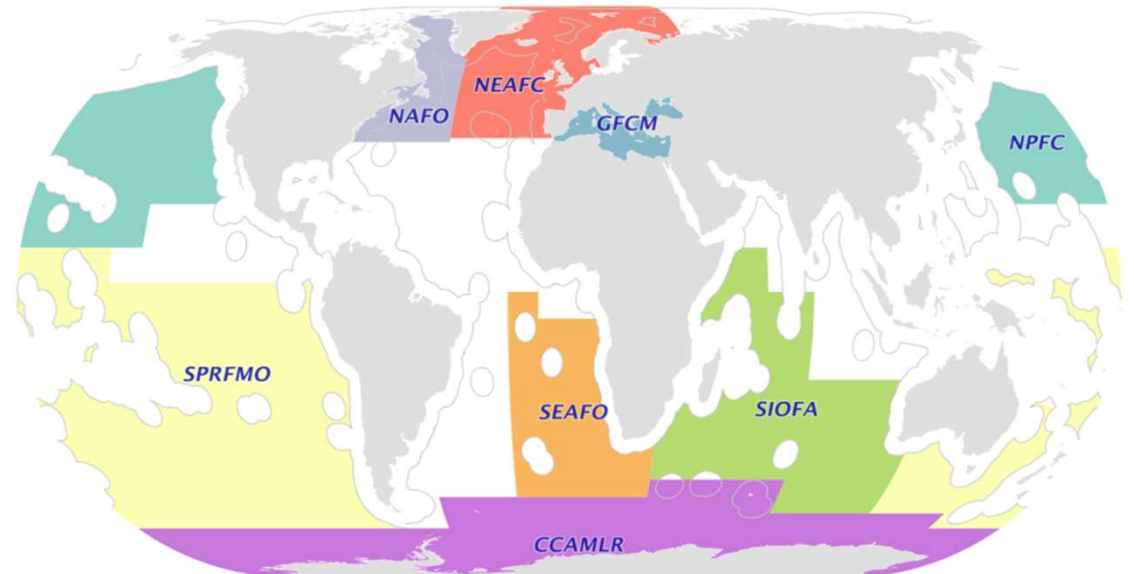 NEAFC
NAFO
GFCM
NPFC
SPRFMO
SEAFO
SIOFA
CCAMLR